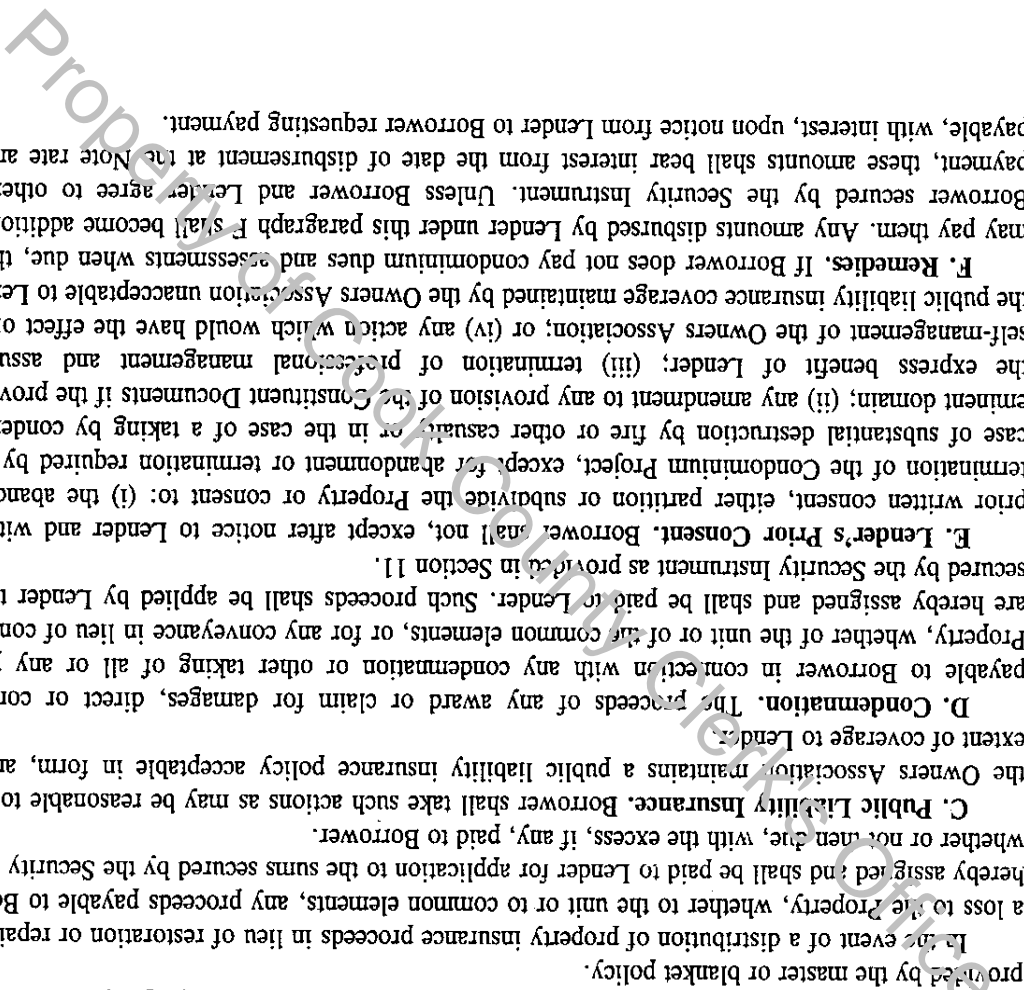 provided by the master or blanket policy.
In the event of a distribution of property insurance proceeds in lieu of restoration or repai
a loss to the Property, whether to the unit or to common elements, any proceeds payable to Bo
hereby assigned and shall be paid to Lender for application to the sums secured by the Security
whether or not then due, with the excess, if any, paid to Borrower.
C. Public Liability Insurance. Borrower shall take such actions as may be reasonable to
the Owners Association maintains a public liability insurance policy acceptable in form, ar
extent of coverage to Lender.
D. Condemnation. The proceeds of any award or claim for damages, direct or cor
payable to Borrower in connection with any condemnation or other taking of all or any
Property, whether of the unit or of the common elements, or for any conveyance in lieu of con
are hereby assigned and shall be paid to Lender. Such proceeds shall be applied by Lender t
secured by the Security Instrument as provided in Section 11.
E. Lender's Prior Consent. Borrower shall not, except after notice to Lender and wit
prior written consent, either partition or subdivide the Property or consent to: (i) the aband
termination of the Condominium Project, except for abandonment or termination required by
case of substantial destruction by fire or other casualty or in the case of a taking by conde
eminent domain; (ii) any amendment to any provision of the Constituent Documents if the prov
the express benefit of Lender; (iii) termination of professional management and assu
self-management of the Owners Association; or (iv) any action which would have the effect o
the public liability insurance coverage maintained by the Owners Association unacceptable to Le
F. Remedies. If Borrower does not pay condominium dues and assessments when due, th
may pay them. Any amounts disbursed by Lender under this paragraph F shall become addition
Borrower secured by the Security Instrument. Unless Borrower and Lender agree to othe
payment, these amounts shall bear interest from the date of disbursement at the Note rate ar
payable, with interest, upon notice from Lender to Borrower requesting payment.
Property of Cook County Clerk's Office